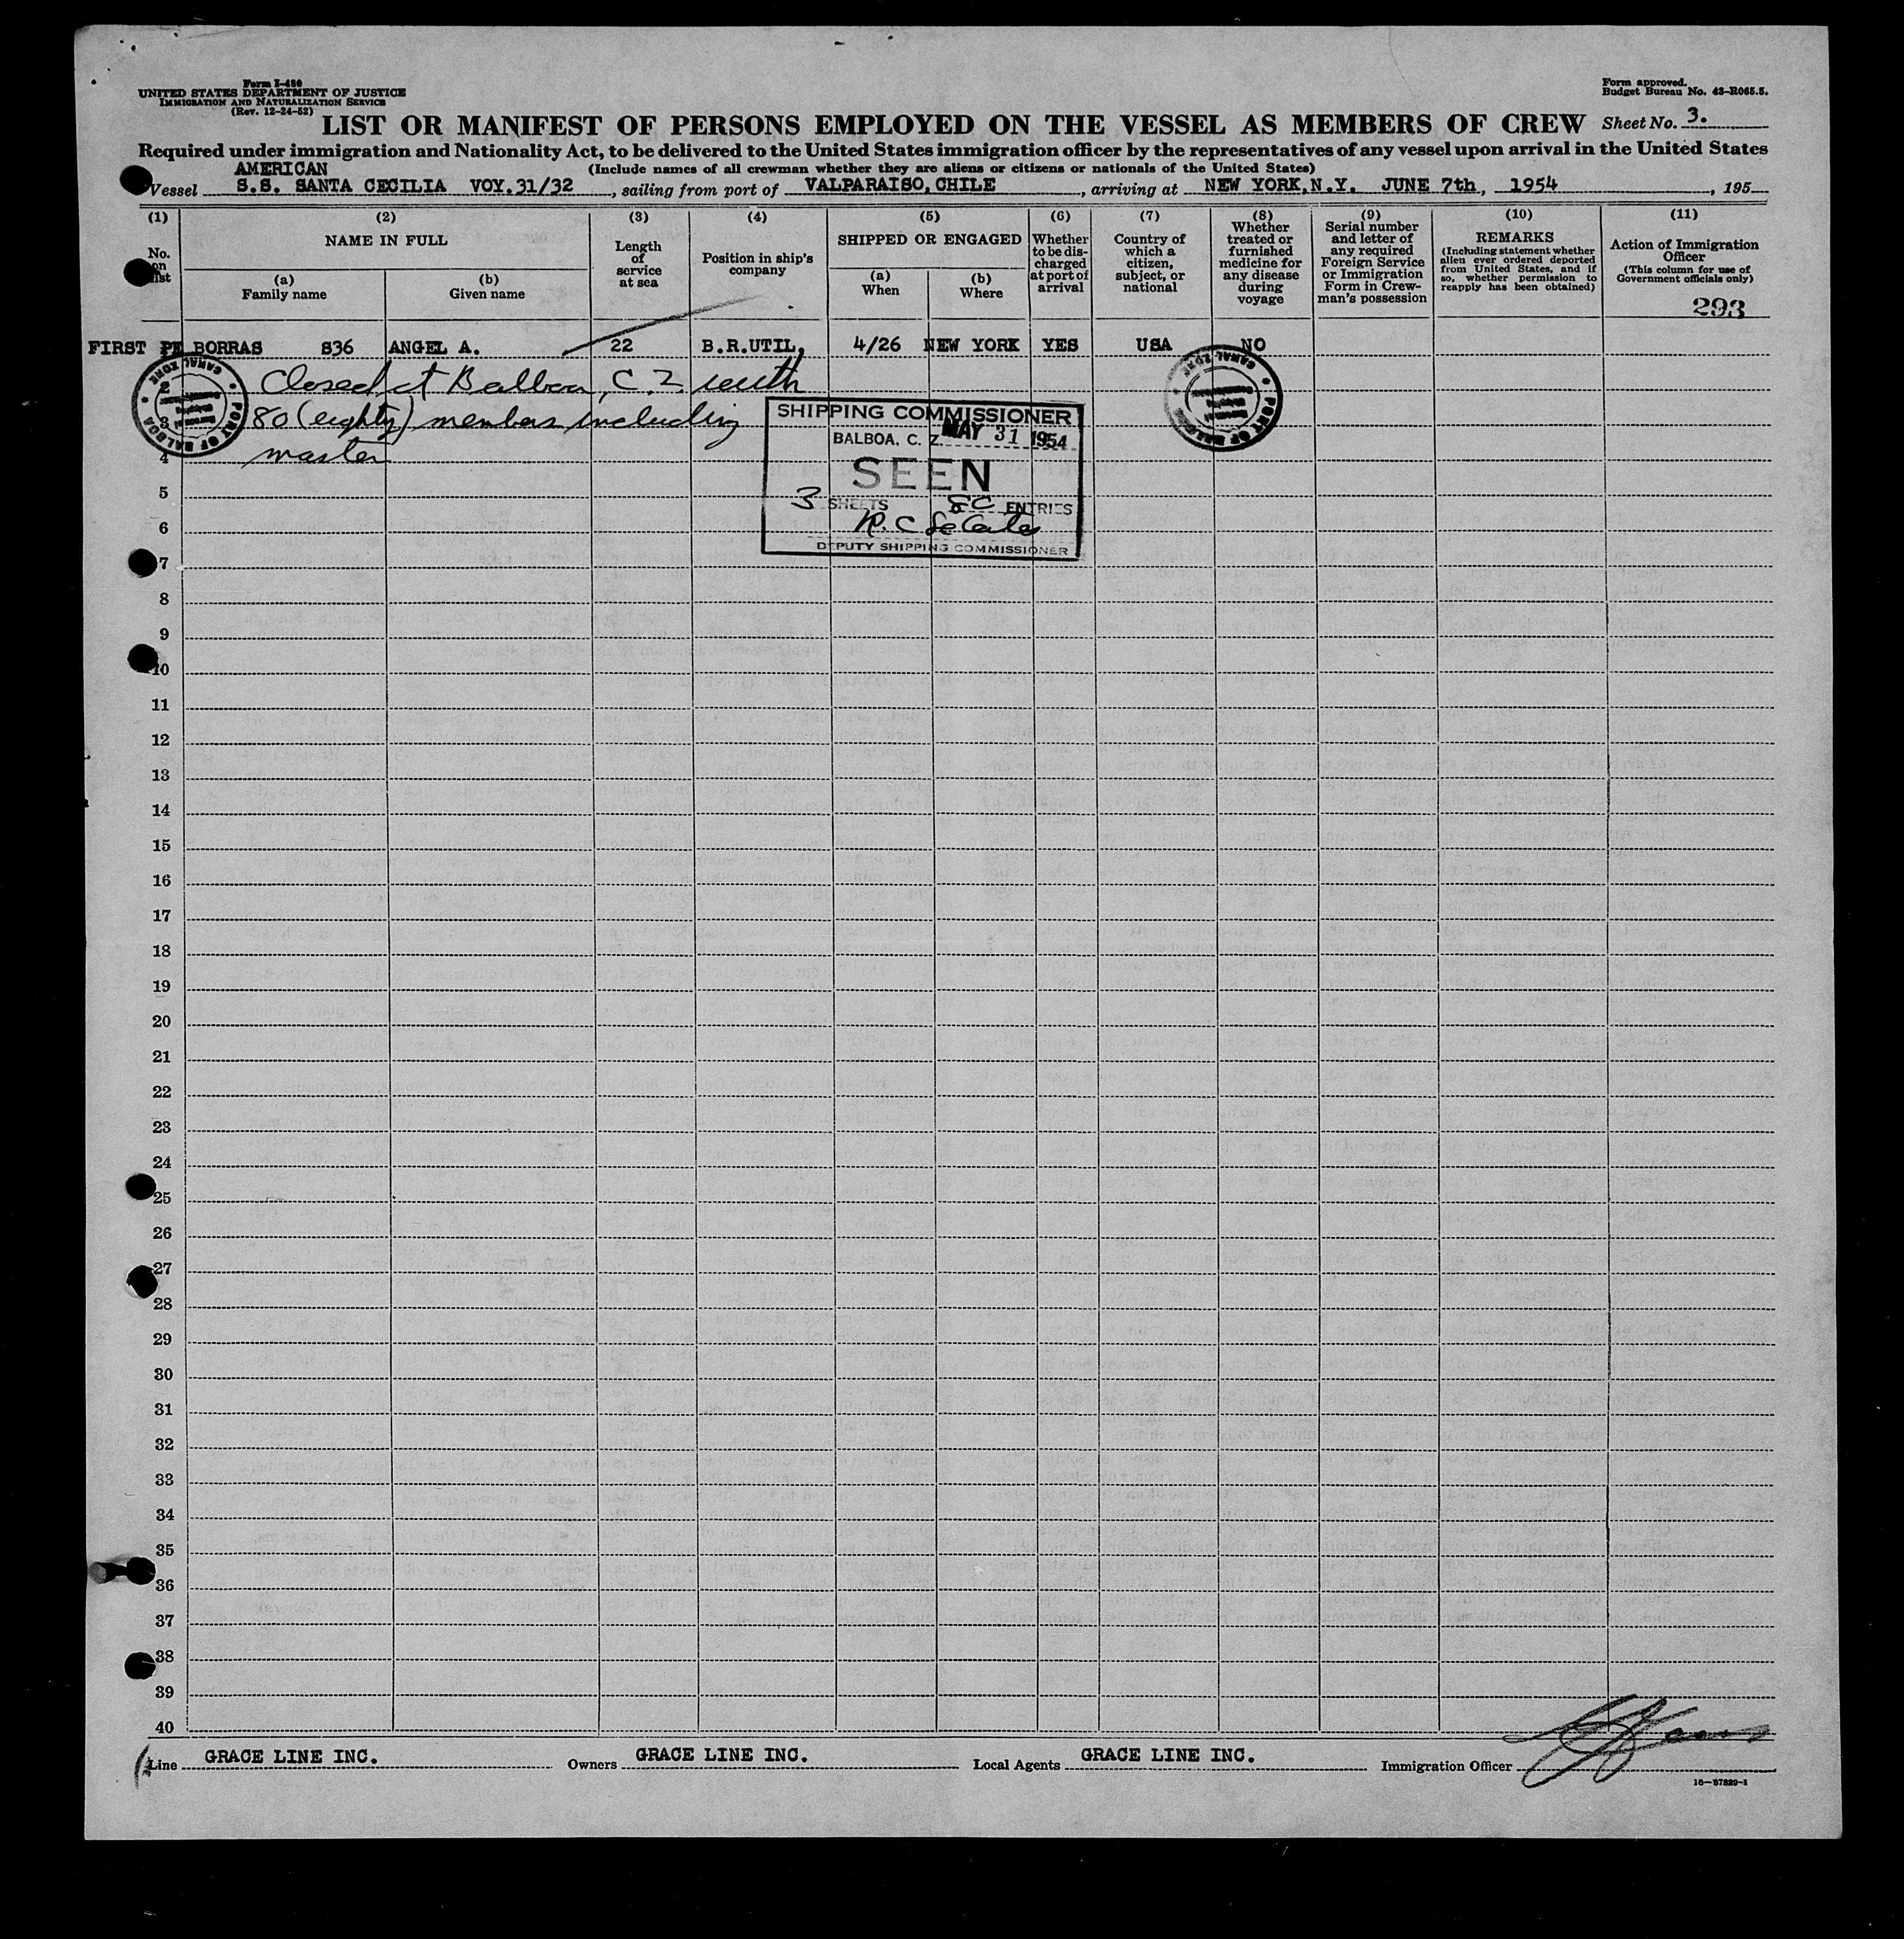 Form I-480
UNITED STATES DEPARTMENT OF JUSTICE
IMMIGRATION AND NATURALIZATION SERVICE
(Rev. 12-24-52)
Form approved.
Budget Bureau No. 43-R065.5.
LIST OR MANIFEST OF PERSONS EMPLOYED ON THE VESSEL AS MEMBERS OF CREW Sheet No. 3.
Required under immigration and Nationality Act, to be delivered to the United States immigration officer by the representatives of any vessel upon arrival in the United States
(Include names of all crewman whether they are aliens or citizens or nationals of the United States)
AMERICAN
Vessel S.S. SANTA CECILIA VOY.31/32, sailing from port of VALPARAISO, CHILE, arriving at NEW YORK, N.Y. JUNE 7th, 1954, 195
(1) No. on list
(2) NAME IN FULL
(a) Family name
(b) Given name
(3) Length of service at sea
(4) Position in ship's company
(5) SHIPPED OR ENGAGED
(a) When
(b) Where
(6) Whether to be discharged at port of arrival
(7) Country of which a citizen, subject, or national
(8) Whether treated or furnished medicine for any disease during voyage
(9) Serial number and letter of any required Foreign Service or Immigration Form in Crewman's possession
(10) REMARKS (Including statement whether alien ever ordered deported from United States, and if so, whether permission to reapply has been obtained)
(11) Action of Immigration Officer (This column for use of Government officials only)
293
FIRST PE BORRAS S36 ANGEL A. 22 B.R.UTIL, 4/26 NEW YORK YES USA NO
Closed at Balboa, C.Z. with
80 (eighty) members including
master
PORT OF BALBOA CANAL ZONE
PORT OF BALBOA CANAL ZONE
SHIPPING COMMISSIONER
BALBOA, C. Z. MAY 31 1954
SEEN
3 SHEETS 80 ENTRIES
DEPUTY SHIPPING COMMISSIONER
2
3
4
5
6
7
8
9
10
11
12
13
14
15
16
17
18
19
20
21
22
23
24
25
26
27
28
29
30
31
32
33
34
35
36
37
38
39
40
Line GRACE LINE INC. Owners GRACE LINE INC. Local Agents GRACE LINE INC. Immigration Officer
16-67829-1